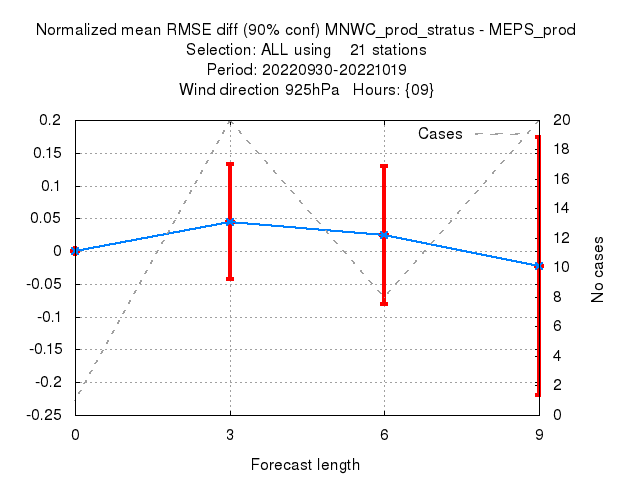 Normalized mean RMSE diff (90% conf) MNWC_prod_stratus - MEPS_prod
Selection: ALL using    21 stations
Period: 20220930-20221019
Wind direction 925hPa   Hours: {09}
Cases
0.2
0.15
0.1
0.05
0
-0.05
-0.1
-0.15
-0.2
-0.25
20
18
16
14
12
10
8
6
4
2
0
No cases
0 3 6 9
Forecast length